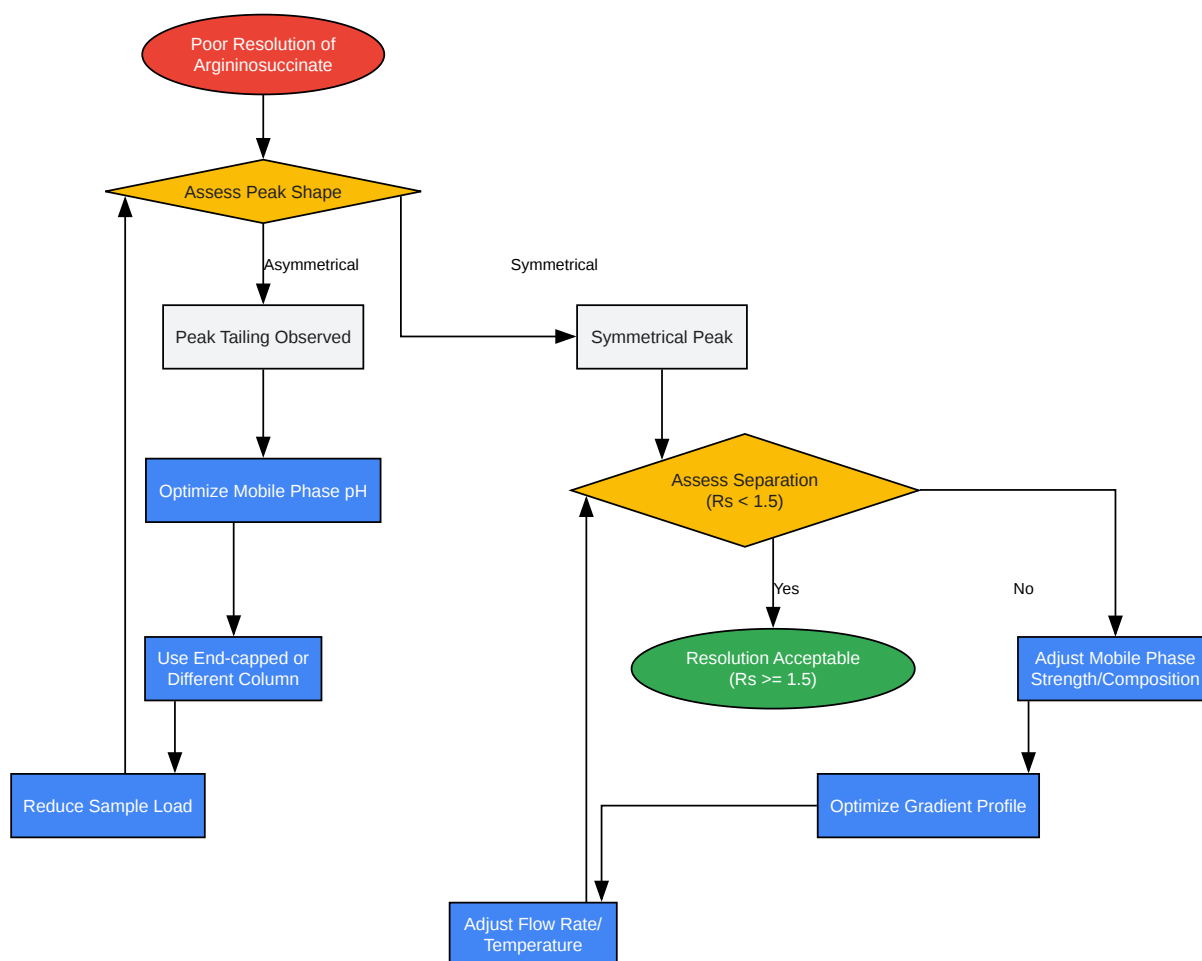 Poor Resolution of
Argininosuccinate
Assess Peak Shape
Asymmetrical
Symmetrical
Peak Tailing Observed
Symmetrical Peak
Optimize Mobile Phase pH
Assess Separation
(Rs < 1.5)
Yes
No
Use End-capped or
Different Column
Resolution Acceptable
(Rs >= 1.5)
Adjust Mobile Phase
Strength/Composition
Reduce Sample Load
Optimize Gradient Profile
Adjust Flow Rate/
Temperature